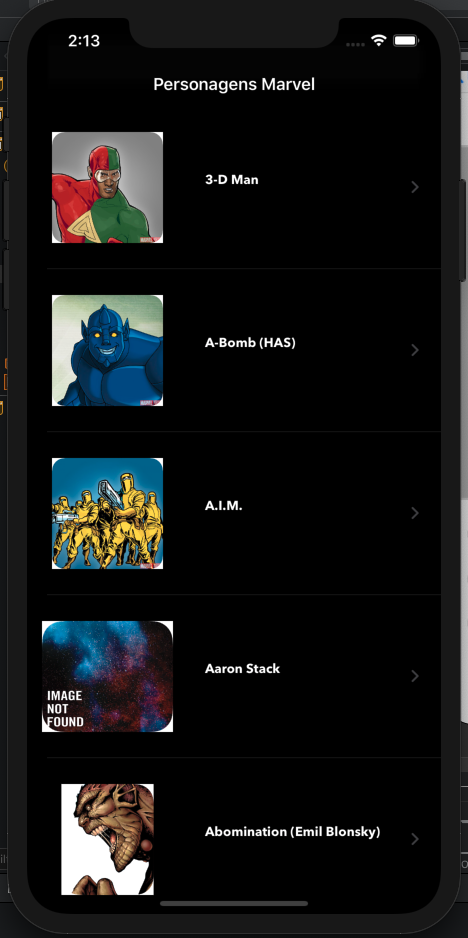 2:13
Personagens Marvel
3-D Man
A-Bomb (HAS)
A.I.M.
Aaron Stack
IMAGE
NOT
FOUND
Abomination (Emil Blonsky)